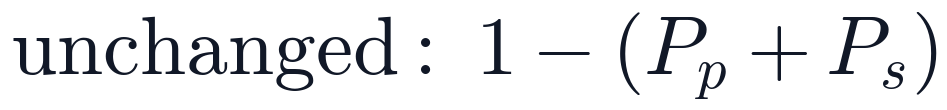 unchanged : 1 − (P_p + P_s)